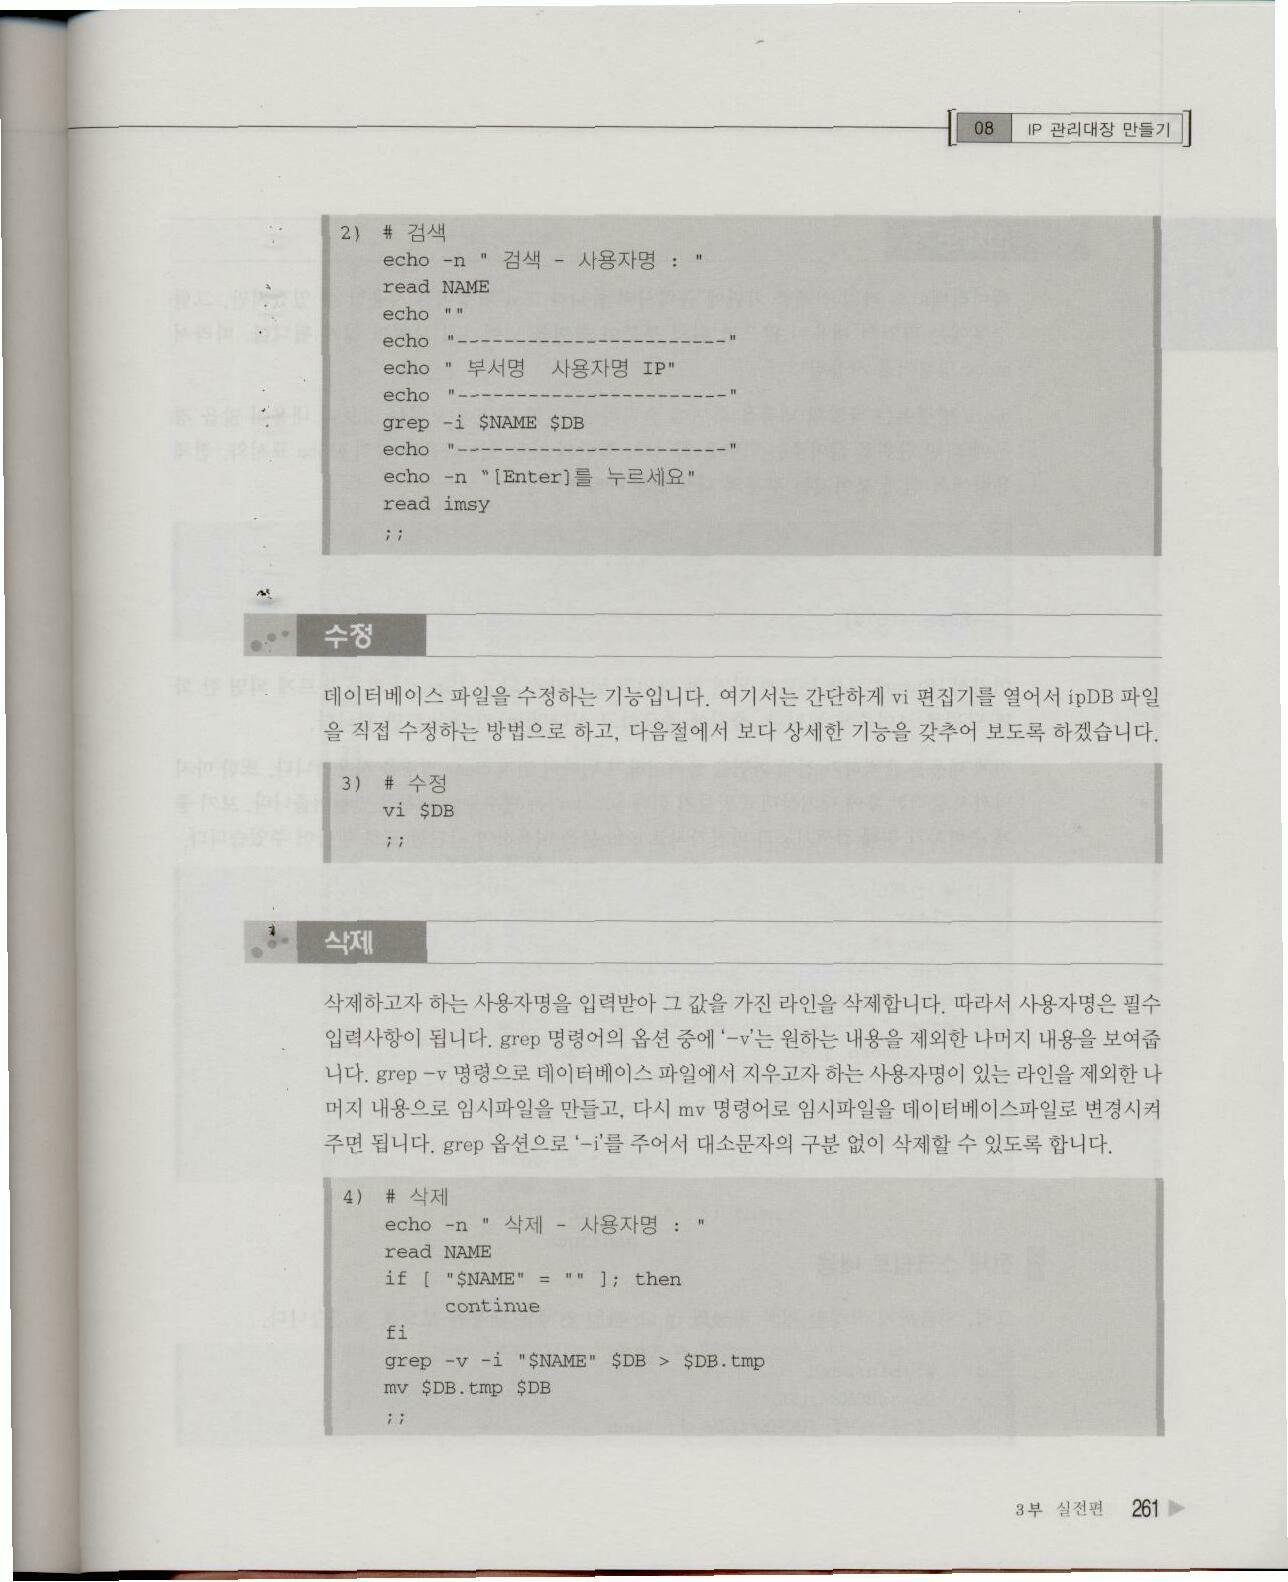 08 IP 관리대장 만들기
2) # 검색
echo -n " 검색 - 사용자명 : "
read NAME
echo ""
echo "----------------------"
echo " 부서명 사용자명 IP"
echo "----------------------"
grep -i $NAME $DB
echo "----------------------"
echo -n "[Enter]를 누르세요"
read imsy
;;
수정
데이터베이스 파일을 수정하는 기능입니다. 여기서는 간단하게 vi 편집기를 열어서 ipDB 파일
을 직접 수정하는 방법으로 하고, 다음절에서 보다 상세한 기능을 갖추어 보도록 하겠습니다.
3) # 수정
vi $DB
;;
삭제
삭제하고자 하는 사용자명을 입력받아 그 값을 가진 라인을 삭제합니다. 따라서 사용자명은 필수
입력사항이 됩니다. grep 명령어의 옵션 중에 '-v'는 원하는 내용을 제외한 나머지 내용을 보여줍
니다. grep -v 명령으로 데이터베이스 파일에서 지우고자 하는 사용자명이 있는 라인을 제외한 나
머지 내용으로 임시파일을 만들고, 다시 mv 명령어로 임시파일을 데이터베이스파일로 변경시켜
주면 됩니다. grep 옵션으로 '-i'를 주어서 대소문자의 구분 없이 삭제할 수 있도록 합니다.
4) # 삭제
echo -n " 삭제 - 사용자명 : "
read NAME
if [ "$NAME" = "" ]; then
continue
fi
grep -v -i "$NAME" $DB > $DB.tmp
mv $DB.tmp $DB
;;
3부 실전편 261